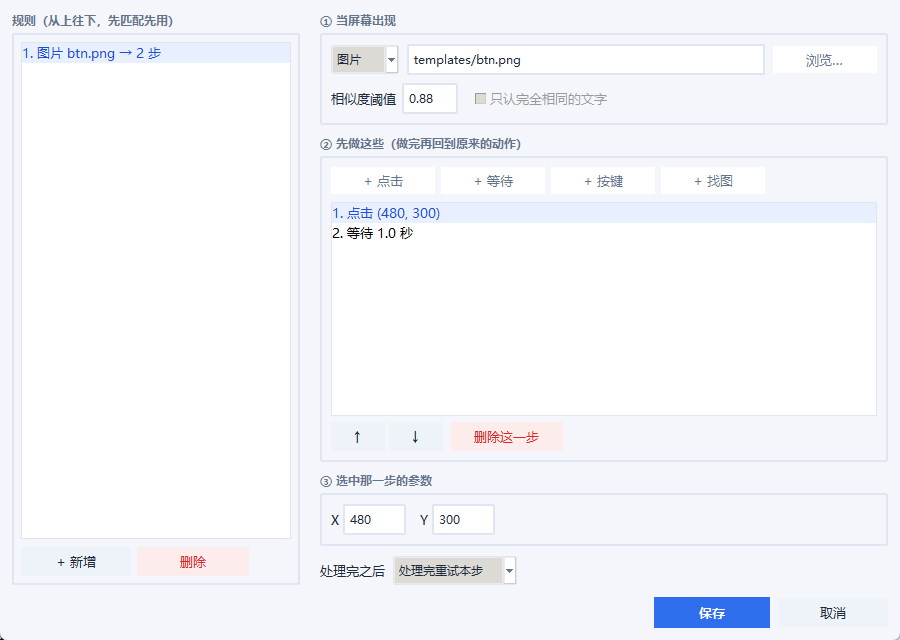 规则（从上往下，先匹配先用）
1. 图片 btn.png → 2 步
+ 新增
删除
① 当屏幕出现
图片
templates/btn.png
浏览...
相似度阈值
0.88
只认完全相同的文字
② 先做这些（做完再回到原来的动作）
+ 点击
+ 等待
+ 按键
+ 找图
1. 点击 (480, 300)
2. 等待 1.0 秒
↑
↓
删除这一步
③ 选中那一步的参数
X 480
Y 300
处理完之后
处理完重试本步
保存
取消